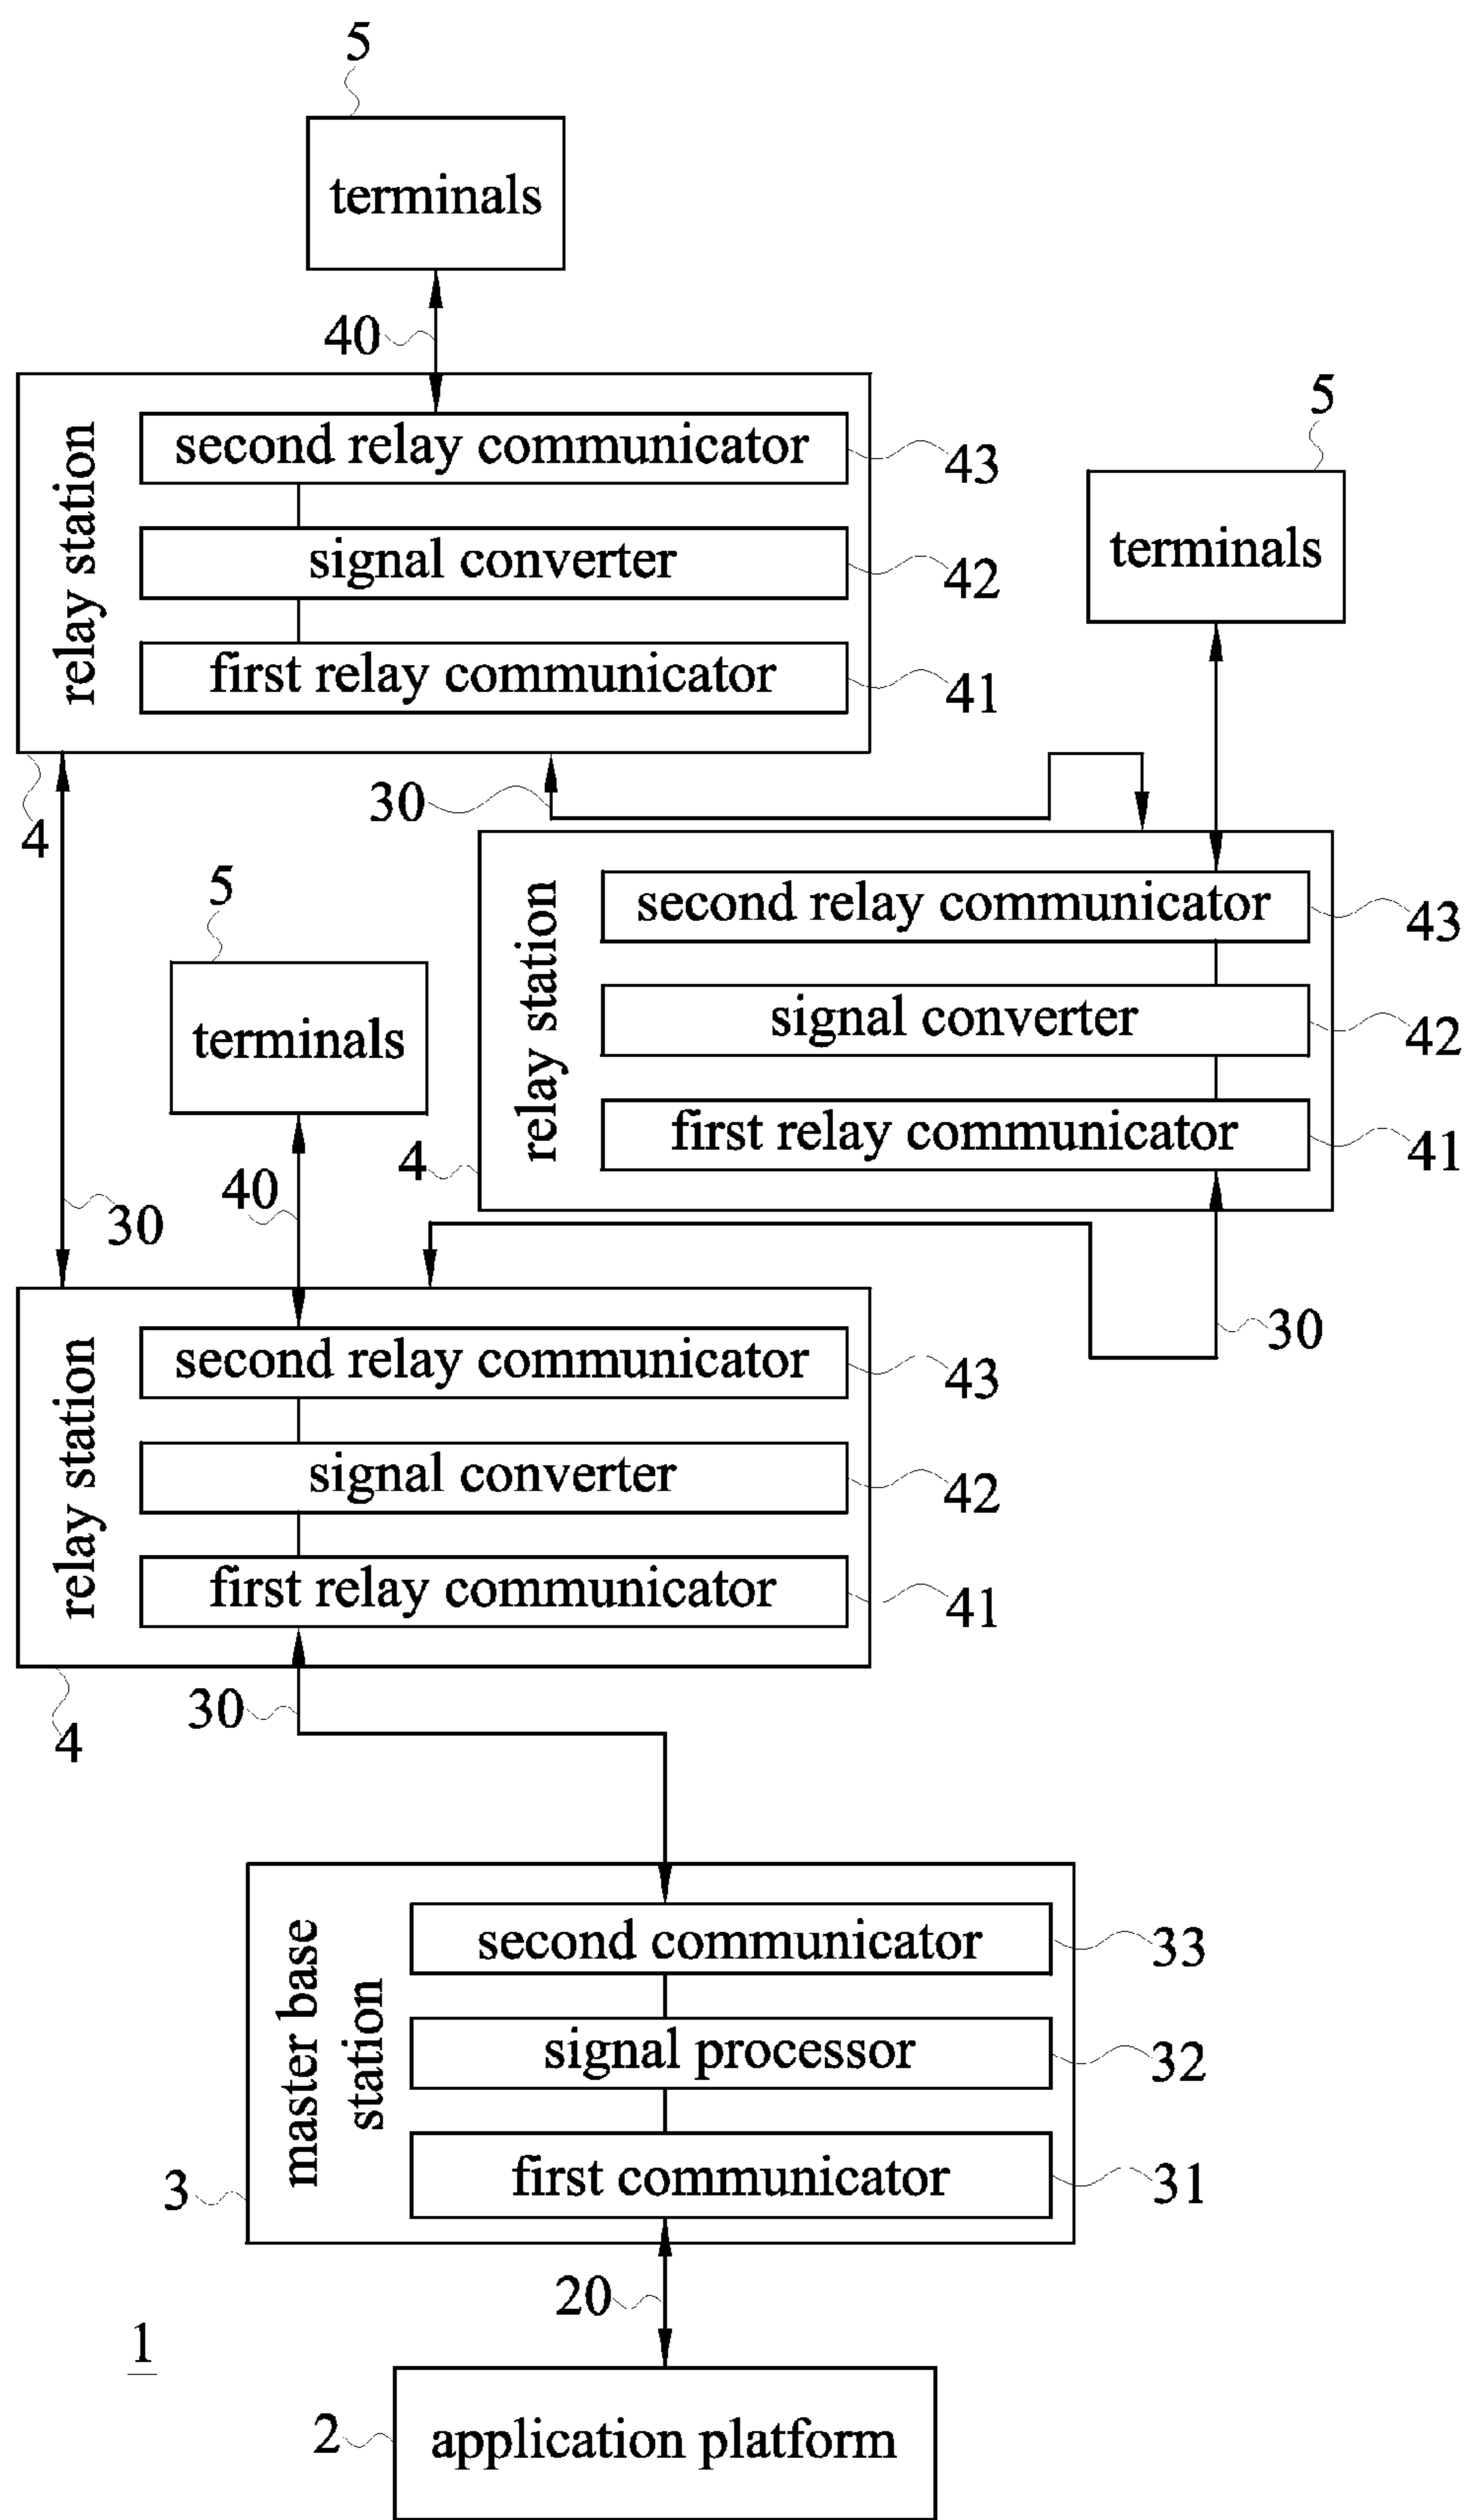 5
terminals
40
relay station
second relay communicator
43
signal converter
42
first relay communicator
41
4
30
5
terminals
5
terminals
40
30
relay station
second relay communicator
43
signal converter
42
first relay communicator
41
4
30
relay station
second relay communicator
43
signal converter
42
first relay communicator
41
4
30
master base
station
second communicator
33
signal processor
32
first communicator
31
3
20
1
2
application platform